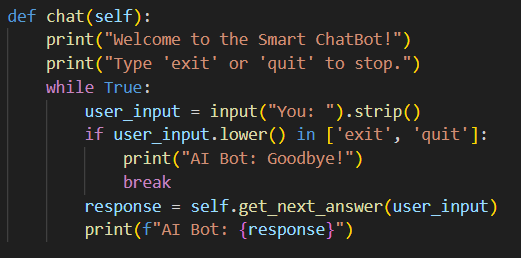 def chat(self):
    print("Welcome to the Smart ChatBot!")
    print("Type 'exit' or 'quit' to stop.")
    while True:
        user_input = input("You: ").strip()
        if user_input.lower() in ['exit', 'quit']:
            print("AI Bot: Goodbye!")
            break
        response = self.get_next_answer(user_input)
        print(f"AI Bot: {response}")